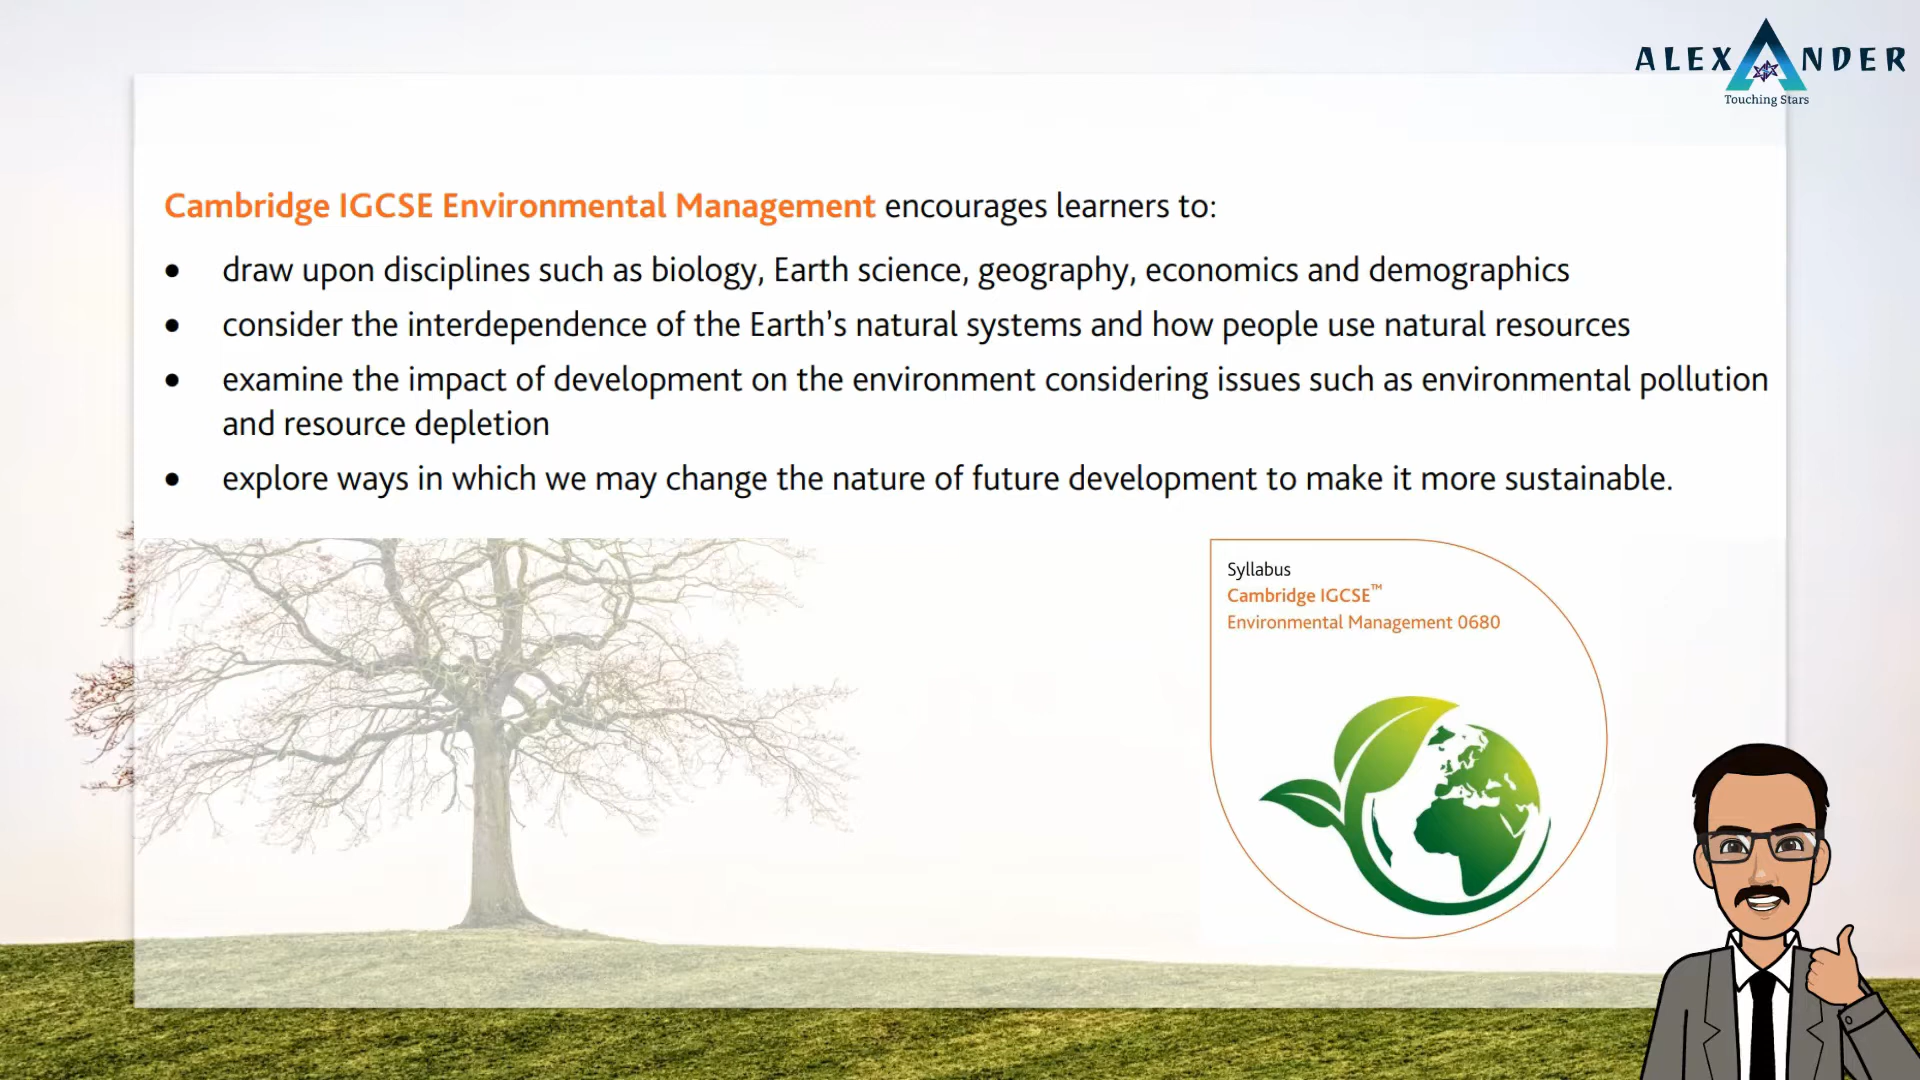 ALEXANDER
Touching Stars
Cambridge IGCSE Environmental Management encourages learners to:
• draw upon disciplines such as biology, Earth science, geography, economics and demographics
• consider the interdependence of the Earth’s natural systems and how people use natural resources
• examine the impact of development on the environment considering issues such as environmental pollution
and resource depletion
• explore ways in which we may change the nature of future development to make it more sustainable.
Syllabus
Cambridge IGCSE™
Environmental Management 0680